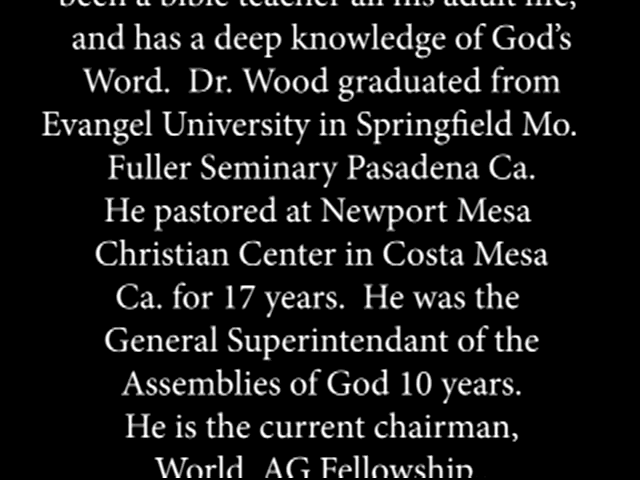 been a bible teacher all his adult life,
and has a deep knowledge of God's
Word.  Dr. Wood graduated from
Evangel University in Springfield Mo.
Fuller Seminary Pasadena Ca.
He pastored at Newport Mesa
Christian Center in Costa Mesa
Ca. for 17 years.  He was the
General Superintendant of the
Assemblies of God 10 years.
He is the current chairman,
World  AG Fellowship